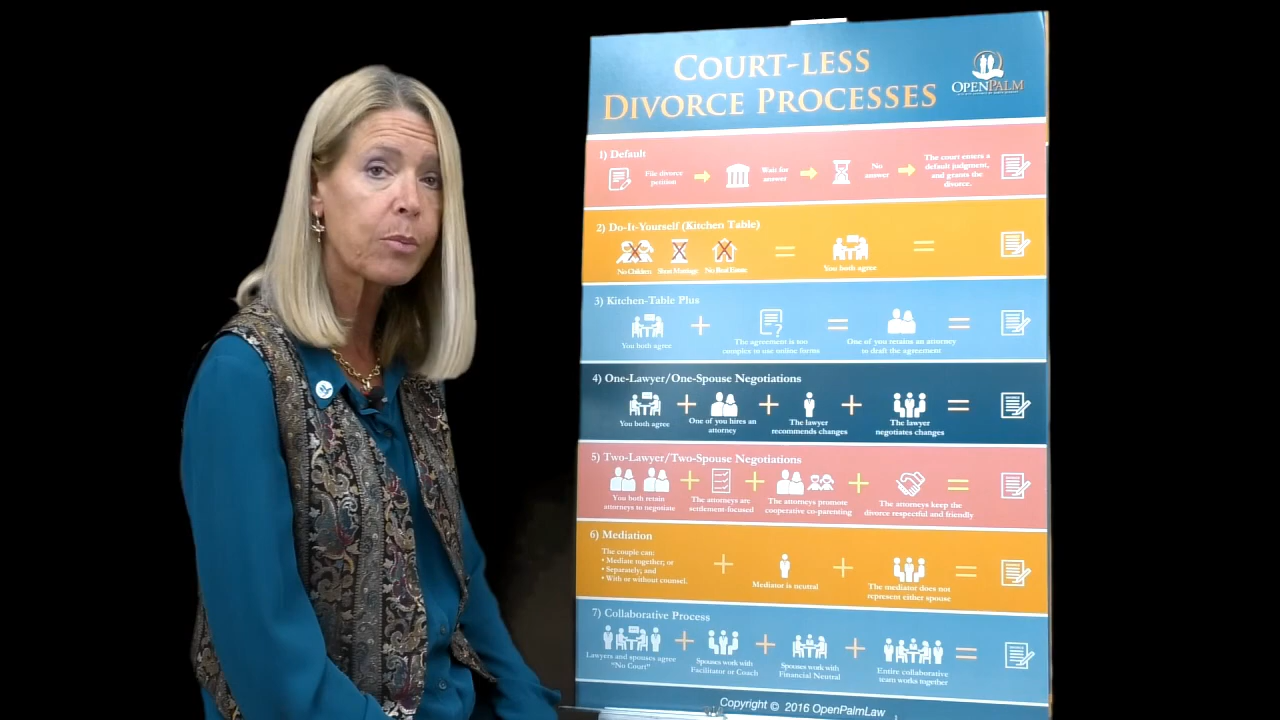 COURT-LESS
DIVORCE PROCESSES
OPENPALM
1) Default
File divorce
petition
Wait for
answer
No
answer
The court enters a
default judgment,
and grants the
divorce.
2) Do-It-Yourself (Kitchen Table)
No Children
Short Marriage
No Real Estate
You both agree
3) Kitchen-Table Plus
You both agree
The agreement is too
complex to use online forms
One of you retains an attorney
to draft the agreement
4) One-Lawyer/One-Spouse Negotiations
You both agree
One of you hires an
attorney
The lawyer
recommends changes
The lawyer
negotiates changes
5) Two-Lawyer/Two-Spouse Negotiations
You both retain
attorneys to negotiate
The attorneys are
settlement-focused
The attorneys promote
cooperative co-parenting
The attorneys keep the
divorce respectful and friendly
6) Mediation
The couple can:
• Mediate together; or
• Separately; and
• With or without counsel.
Mediator is neutral
The mediator does not
represent either spouse
7) Collaborative Process
Lawyers and spouses agree
"No Court"
Spouses work with
Facilitator or Coach
Spouses work with
Financial Neutral
Entire collaborative
team works together
Copyright © 2016 OpenPalmLaw